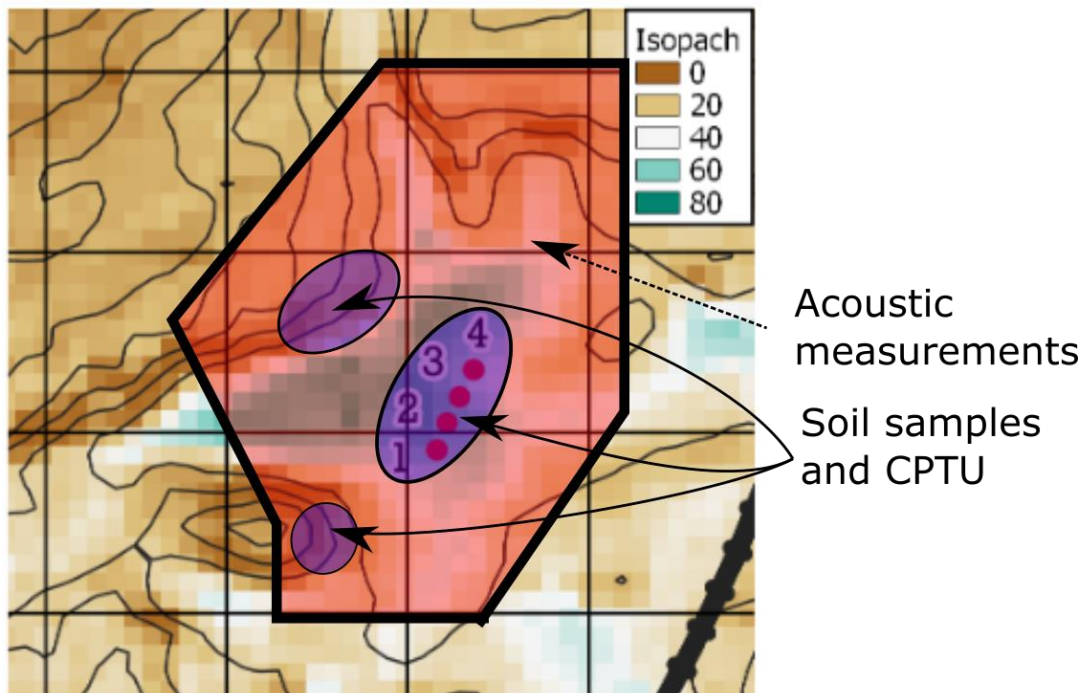 Isopach
0
20
40
60
80
4
3
2
1
Acoustic
measurements
Soil samples
and CPTU